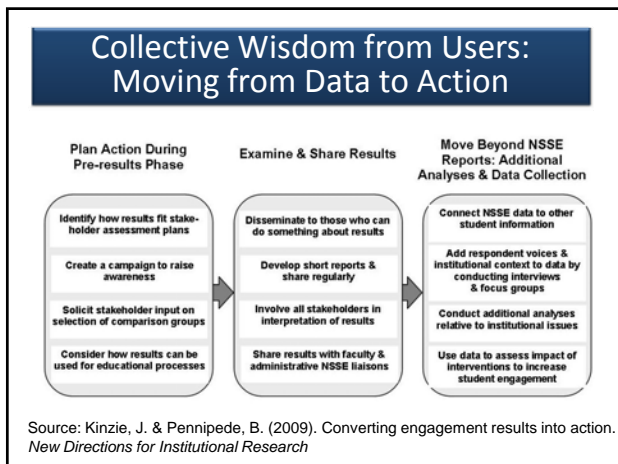 Collective Wisdom from Users:
Moving from Data to Action
Plan Action During
Pre-results Phase
Identify how results fit stake-
holder assessment plans
Create a campaign to raise
awareness
Solicit stakeholder input on
selection of comparison groups
Consider how results can be
used for educational processes
Examine & Share Results
Disseminate to those who can
do something about results
Develop short reports &
share regularly
Involve all stakeholders in
interpretation of results
Share results with faculty &
administrative NSSE liaisons
Move Beyond NSSE
Reports: Additional
Analyses & Data Collection
Connect NSSE data to other
student information
Add respondent voices &
institutional context to data by
conducting interviews
& focus groups
Conduct additional analyses
relative to institutional issues
Use data to assess impact of
interventions to increase
student engagement
Source: Kinzie, J. & Pennipede, B. (2009). Converting engagement results into action.
New Directions for Institutional Research